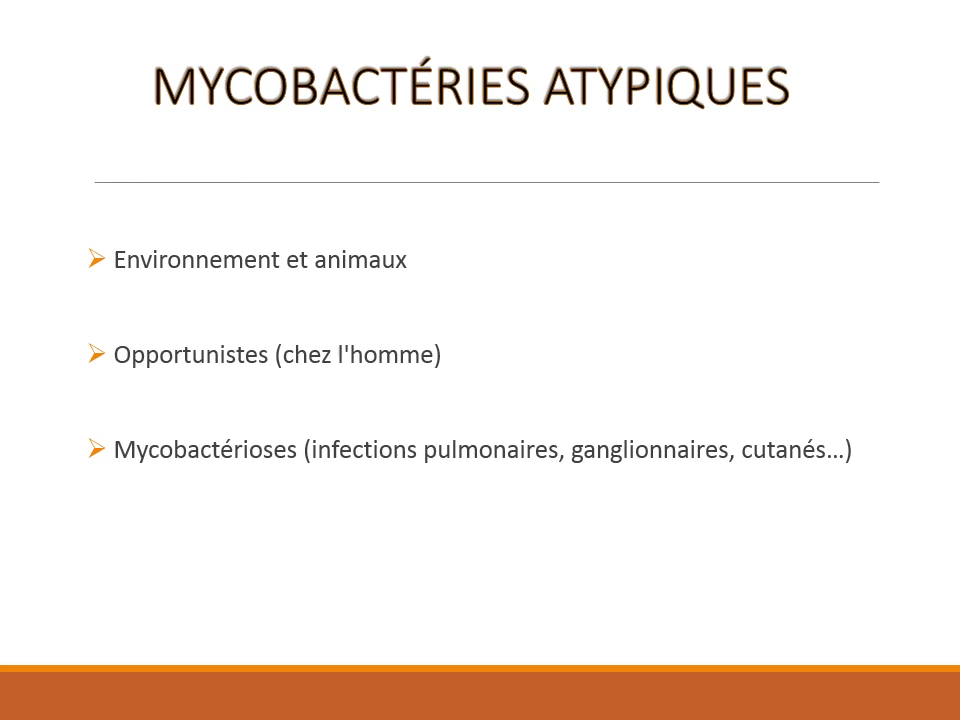 MYCOBACTÉRIES ATYPIQUES
Environnement et animaux
Opportunistes (chez l'homme)
Mycobactérioses (infections pulmonaires, ganglionnaires, cutanés…)